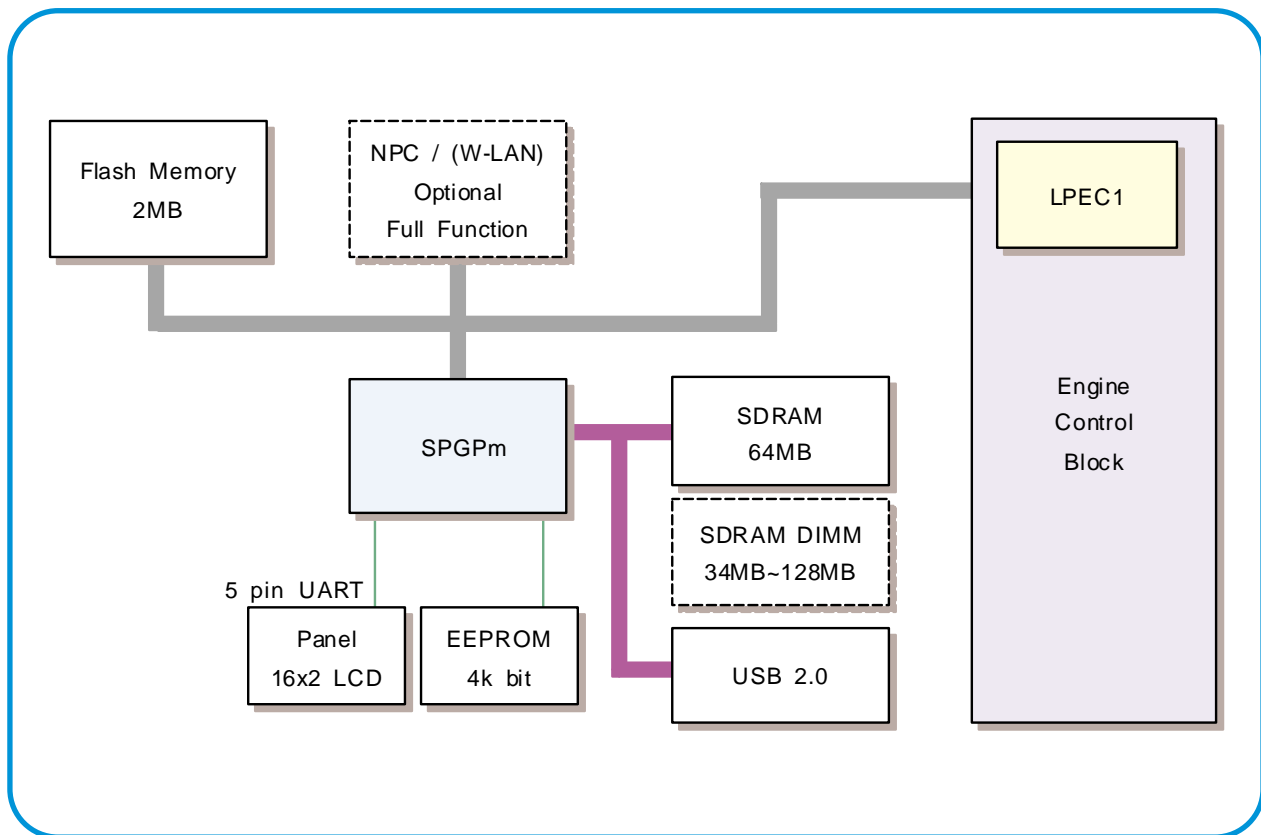 Flash Memory
2MB
NPC / (W-LAN)
Optional
Full Function
LPEC1
Engine
Control
Block
SPGPm
SDRAM
64MB
SDRAM DIMM
34MB~128MB
USB 2.0
5 pin UART
Panel
16x2 LCD
EEPROM
4k bit